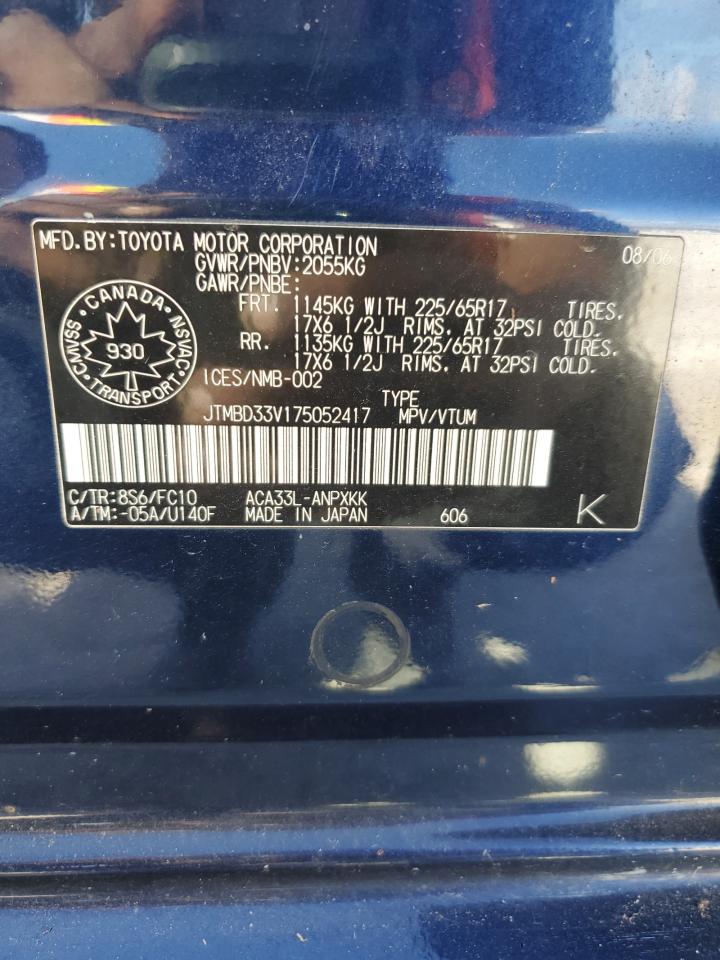 MFD.BY:TOYOTA MOTOR CORPORATION 08/06
GVWR/PNBV:2055KG
GAWR/PNBE:
FRT. 1145KG WITH 225/65R17 TIRES.
17X6 1/2J RIMS. AT 32PSI COLD.
RR. 1135KG WITH 225/65R17 TIRES.
17X6 1/2J RIMS. AT 32PSI COLD.
CANADA
CMVSS NSVAC
930
TRANSPORT
ICES/NMB-002
TYPE
JTMBD33V175052417 MPV/VTUM
C/TR:8S6/FC10 ACA33L-ANPXKK
A/TM:-05A/U140F MADE IN JAPAN 606 K